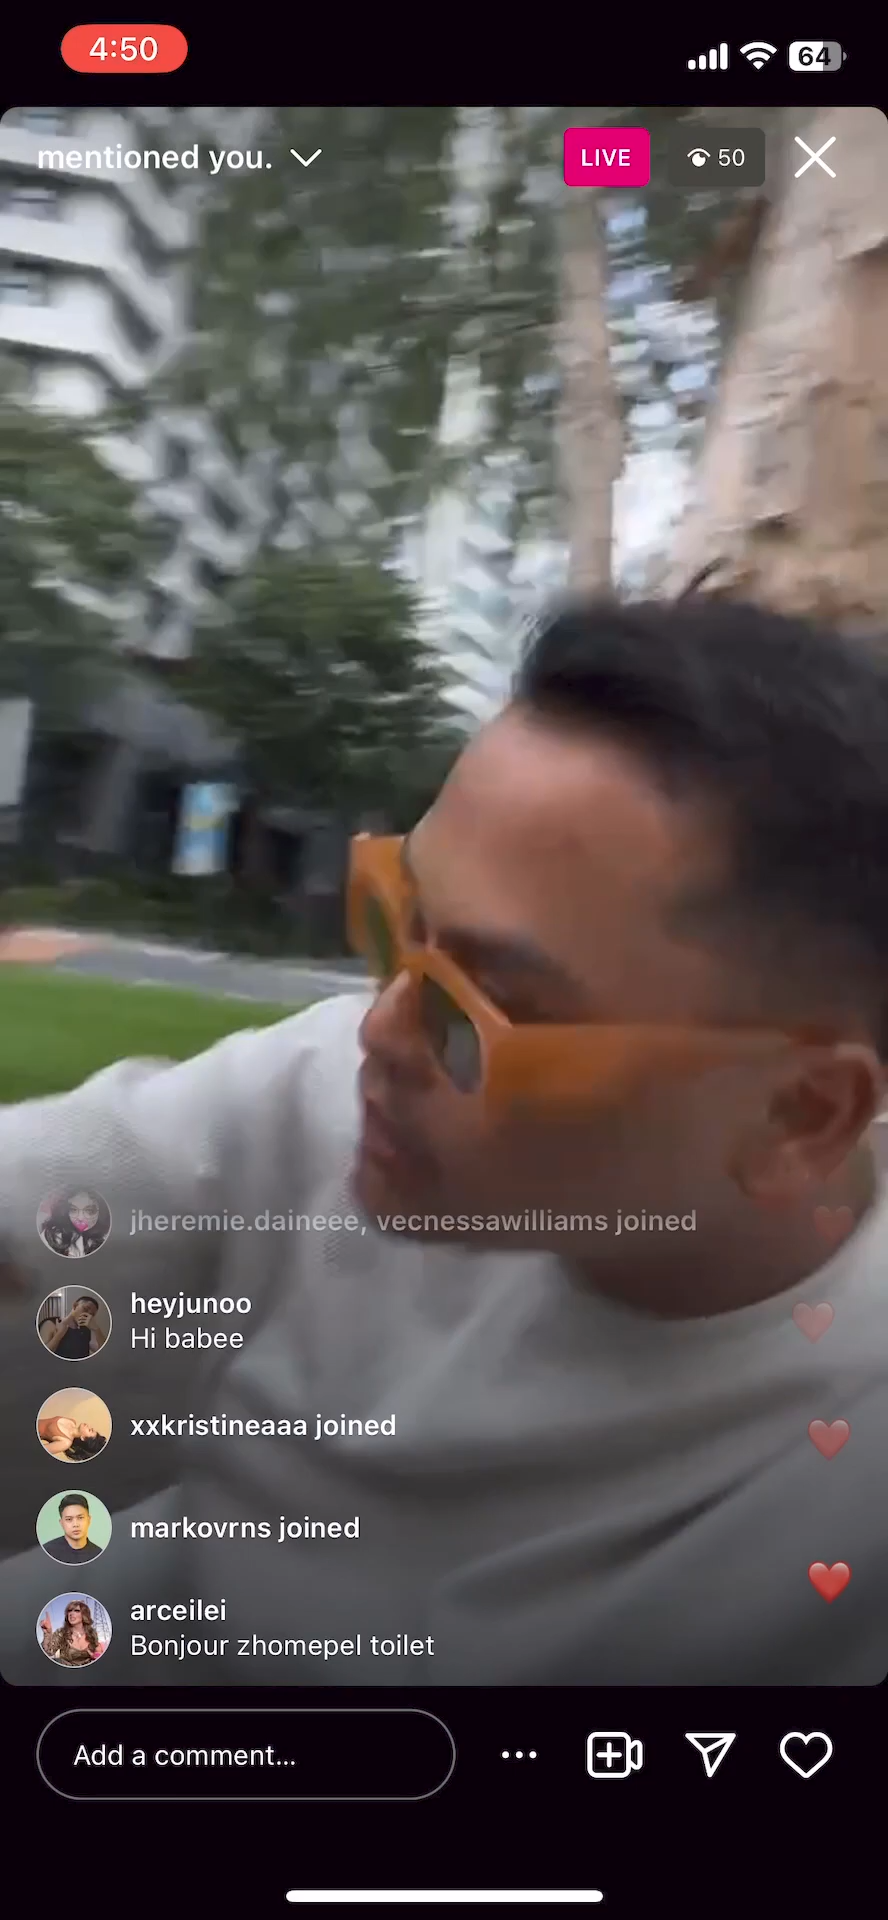 4:50
64
mentioned you.
LIVE
50
jheremie.daineee, vecnessawilliams joined
heyjunoo
Hi babee
xxkristineaaa joined
markovrns joined
arceilei
Bonjour zhomepel toilet
Add a comment...